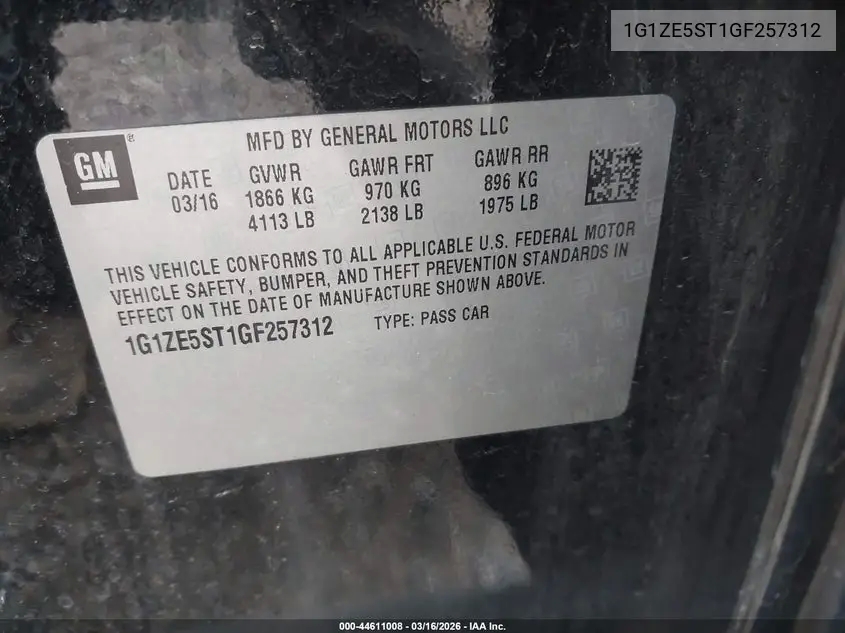 1G1ZE5ST1GF257312
MFD BY GENERAL MOTORS LLC
GM®
DATE GVWR GAWR FRT GAWR RR
03/16 1866 KG 970 KG 896 KG
4113 LB 2138 LB 1975 LB
THIS VEHICLE CONFORMS TO ALL APPLICABLE U.S. FEDERAL MOTOR
VEHICLE SAFETY, BUMPER, AND THEFT PREVENTION STANDARDS IN
EFFECT ON THE DATE OF MANUFACTURE SHOWN ABOVE.
1G1ZE5ST1GF257312 TYPE: PASS CAR
000-44611008 - 03/16/2026 - IAA Inc.